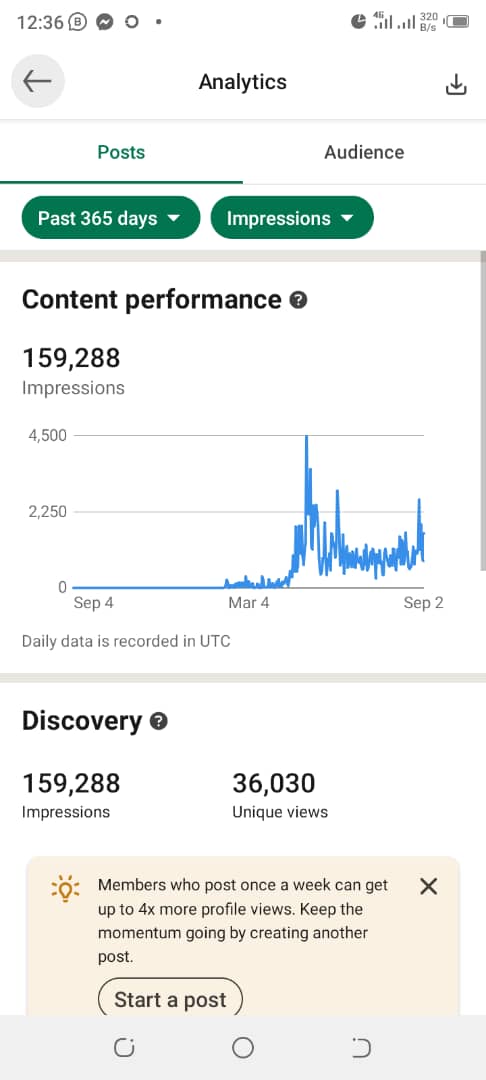 12:36
4G
320
B/s
Analytics
Posts
Audience
Past 365 days
Impressions
Content performance
159,288
Impressions
4,500
2,250
0
Sep 4
Mar 4
Sep 2
Daily data is recorded in UTC
Discovery
159,288
36,030
Impressions
Unique views
Members who post once a week can get
up to 4x more profile views. Keep the
momentum going by creating another
post.
Start a post